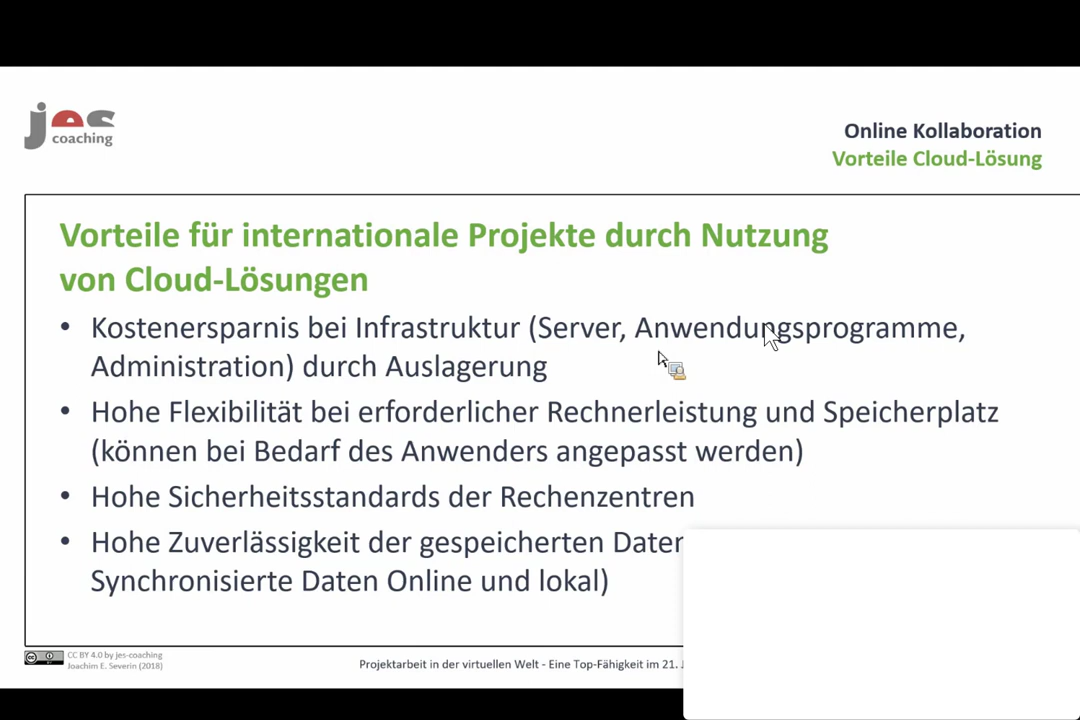 jes
coaching
Online Kollaboration
Vorteile Cloud-Lösung
Vorteile für internationale Projekte durch Nutzung
von Cloud-Lösungen
• Kostenersparnis bei Infrastruktur (Server, Anwendungsprogramme,
Administration) durch Auslagerung
• Hohe Flexibilität bei erforderlicher Rechnerleistung und Speicherplatz
(können bei Bedarf des Anwenders angepasst werden)
• Hohe Sicherheitsstandards der Rechenzentren
• Hohe Zuverlässigkeit der gespeicherten Daten
Synchronisierte Daten Online und lokal)
CC BY 4.0 by jes-coaching
Joachim E. Severin (2018)
Projektarbeit in der virtuellen Welt - Eine Top-Fähigkeit im 21.